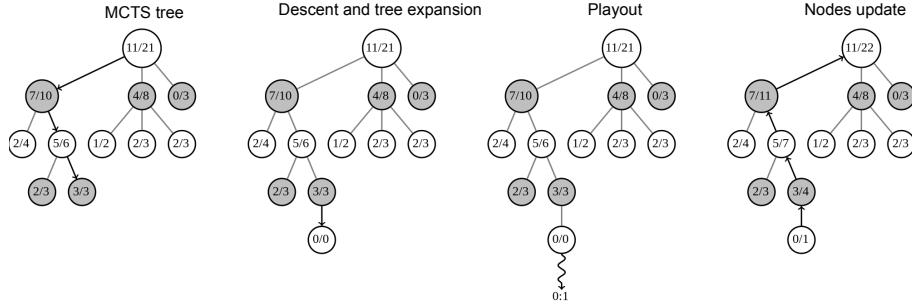 MCTS tree
11/21
7/10 4/8 0/3
2/4 5/6 1/2 2/3 2/3
2/3 3/3
Descent and tree expansion
11/21
7/10 4/8 0/3
2/4 5/6 1/2 2/3 2/3
2/3 3/3
0/0
Playout
11/21
7/10 4/8 0/3
2/4 5/6 1/2 2/3 2/3
2/3 3/3
0/0
0:1
Nodes update
11/22
7/11 4/8 0/3
2/4 5/7 1/2 2/3 2/3
2/3 3/4
0/1